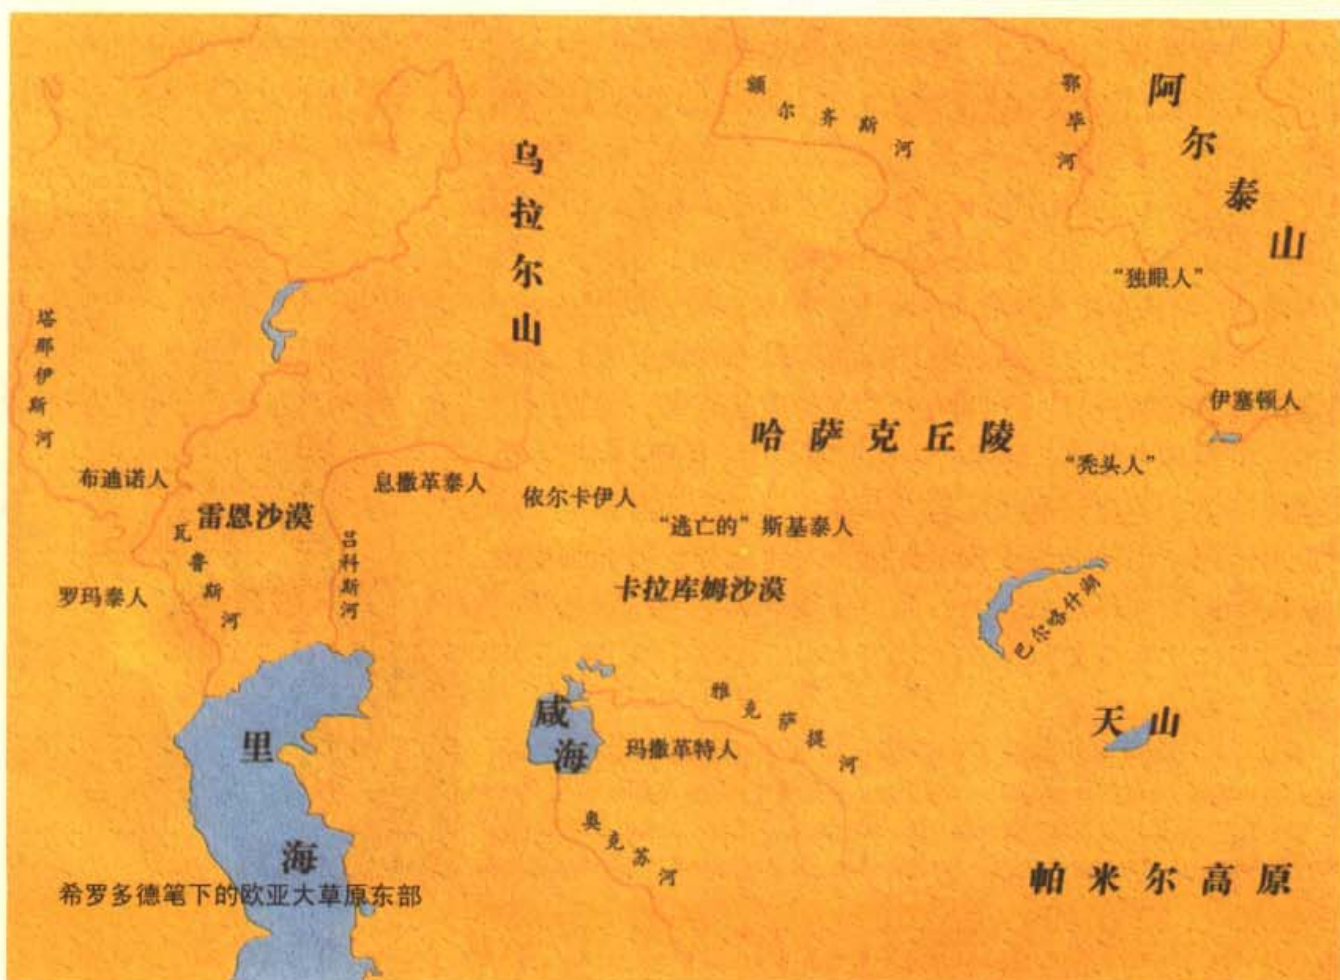 额尔齐斯河
鄂毕河
阿尔泰山
乌拉尔山
“独眼人”
塔那伊斯河
伊塞顿人
哈萨克丘陵
“秃头人”
布迪诺人
息撒革泰人
依尔卡伊人
雷恩沙漠
“逃亡的”斯基泰人
瓦鲁斯河
吕科斯河
卡拉库姆沙漠
罗玛泰人
巴尔喀什湖
雅克萨提河
咸海
天山
里海
玛撒革特人
奥克苏河
帕米尔高原
希罗多德笔下的欧亚大草原东部